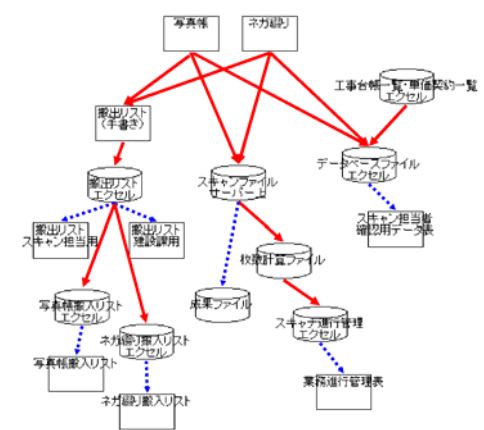 写真帳
ネガ綴り
工事台帳一覧・単価契約一覧
エクセル
搬出リスト
(手書き)
搬出リスト
エクセル
スキャンファイル
サーバー上
データベースファイル
エクセル
搬出リスト
スキャン担当用
搬出リスト
建設課用
スキャン担当者
確認用データ表
枚数計算ファイル
写真帳搬入リスト
エクセル
成果ファイル
ネガ綴り搬入リスト
エクセル
スキャナ進行管理
エクセル
写真帳搬入リスト
ネガ綴り搬入リスト
業務進行管理表